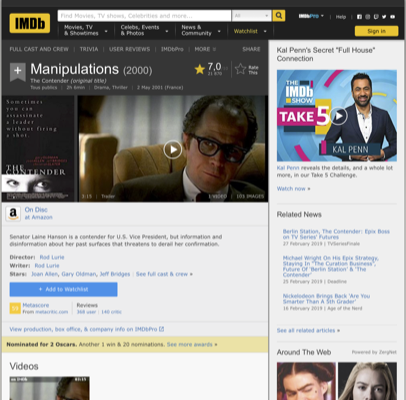 IMDb
Find Movies, TV shows, Celebrities and more...
All
IMDbPro
Help
Movies, TV & Showtimes
Celebs, Events & Photos
News & Community
Watchlist
Sign in
FULL CAST AND CREW | TRIVIA | USER REVIEWS | IMDbPro | MORE
SHARE
Manipulations (2000)
The Contender (original title)
Tous publics | 2h 6min | Drama, Thriller | 2 May 2001 (France)
7,0
Rate This
Sometimes
you can
assassinate
a leader
without firing
a shot.
THE CONTENDER
Trailer
1 VIDEO | 103 IMAGES
On Disc
at Amazon
Senator Laine Hanson is a contender for U.S. Vice President, but information and
disinformation about her past surfaces that threatens to derail her confirmation.
Director: Rod Lurie
Writer: Rod Lurie
Stars: Joan Allen, Gary Oldman, Jeff Bridges | See full cast & crew »
+ Add to Watchlist
Metascore
From metacritic.com
Reviews
368 user | 149 critic
View production, box office, & company info on IMDbPro
Nominated for 2 Oscars. Another 1 win & 20 nominations. See more awards »
Videos
Kal Penn's Secret "Full House"
Connection
THE IMDb SHOW
TAKE 5
KAL PENN
Kal Penn reveals the details, and a whole lot
more, in our Take 5 Challenge.
Watch now »
Related News
Berlin Station, The Contender: Epix Boss
on TV Series' Futures
27 February 2019 | TVSeriesFinale
Michael Wright On His Epix Strategy,
Staying In "The Curation Business",
Future Of 'Berlin Station' & 'The
Contender'
25 February 2019 | Deadline
Nickelodeon Brings Back 'Are You
Smarter Than A 5th Grader'
16 February 2019 | Age of the Nerd
See all related articles »
Around The Web
Powered by ZergNet